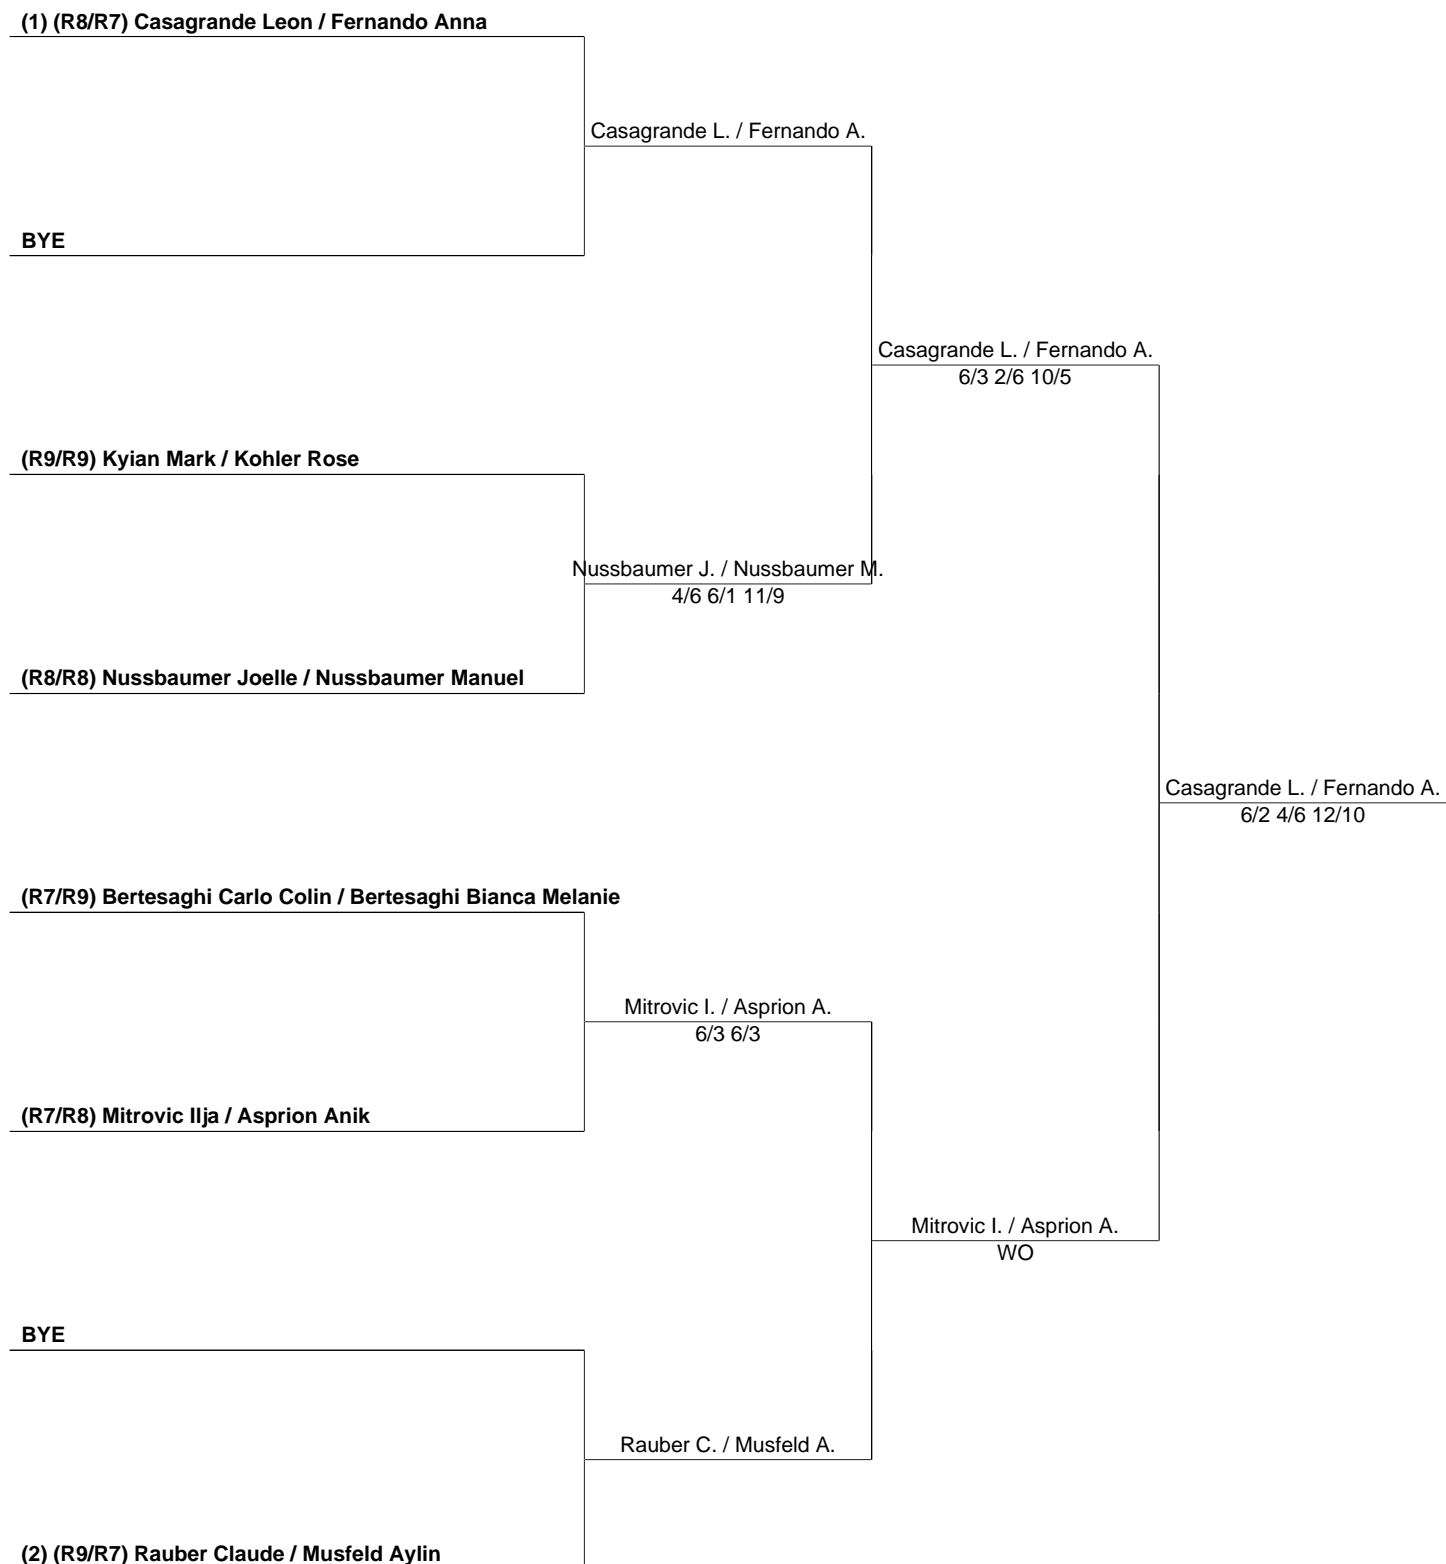 (1) (R8/R7) Casagrande Leon / Fernando Anna
Casagrande L. / Fernando A.
BYE
Casagrande L. / Fernando A.
6/3 2/6 10/5
(R9/R9) Kyian Mark / Kohler Rose
Nussbaumer J. / Nussbaumer M.
4/6 6/1 11/9
(R8/R8) Nussbaumer Joelle / Nussbaumer Manuel
Casagrande L. / Fernando A.
6/2 4/6 12/10
(R7/R9) Bertesaghi Carlo Colin / Bertesaghi Bianca Melanie
Mitrovic I. / Asprion A.
6/3 6/3
(R7/R8) Mitrovic Ilja / Asprion Anik
Mitrovic I. / Asprion A.
WO
BYE
Rauber C. / Musfeld A.
(2) (R9/R7) Rauber Claude / Musfeld Aylin